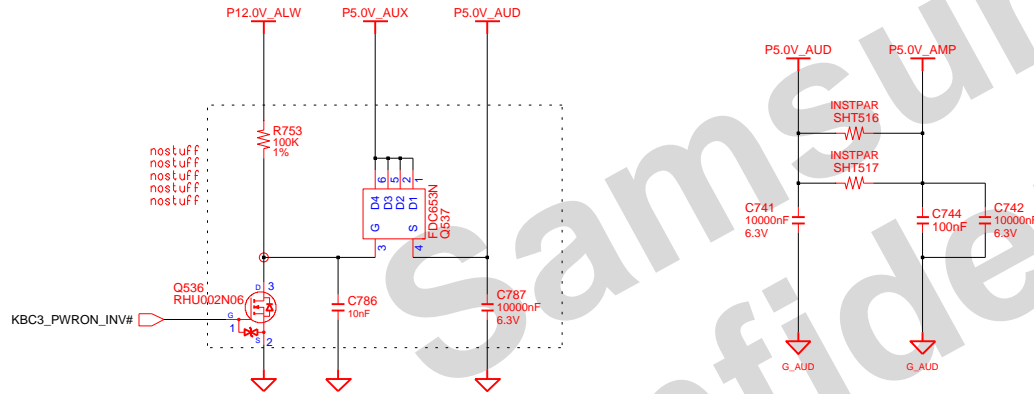 P12.0V_ALW
P5.0V_AUX
P5.0V_AUD
P5.0V_AUD
P5.0V_AMP
R753
100K
1%
nostuff
nostuff
nostuff
nostuff
nostuff
6
5
2
1
D4
D3
D2
D1
G
S
3
4
FDC653N
Q537
INSTPAR
SHT516
INSTPAR
SHT517
C741
10000nF
6.3V
C744
100nF
C742
10000nF
6.3V
Q536
RHU002N06
D
3
G
1
S
2
KBC3_PWRON_INV#
C786
10nF
C787
10000nF
6.3V
G_AUD
G_AUD
Samsu
nfide